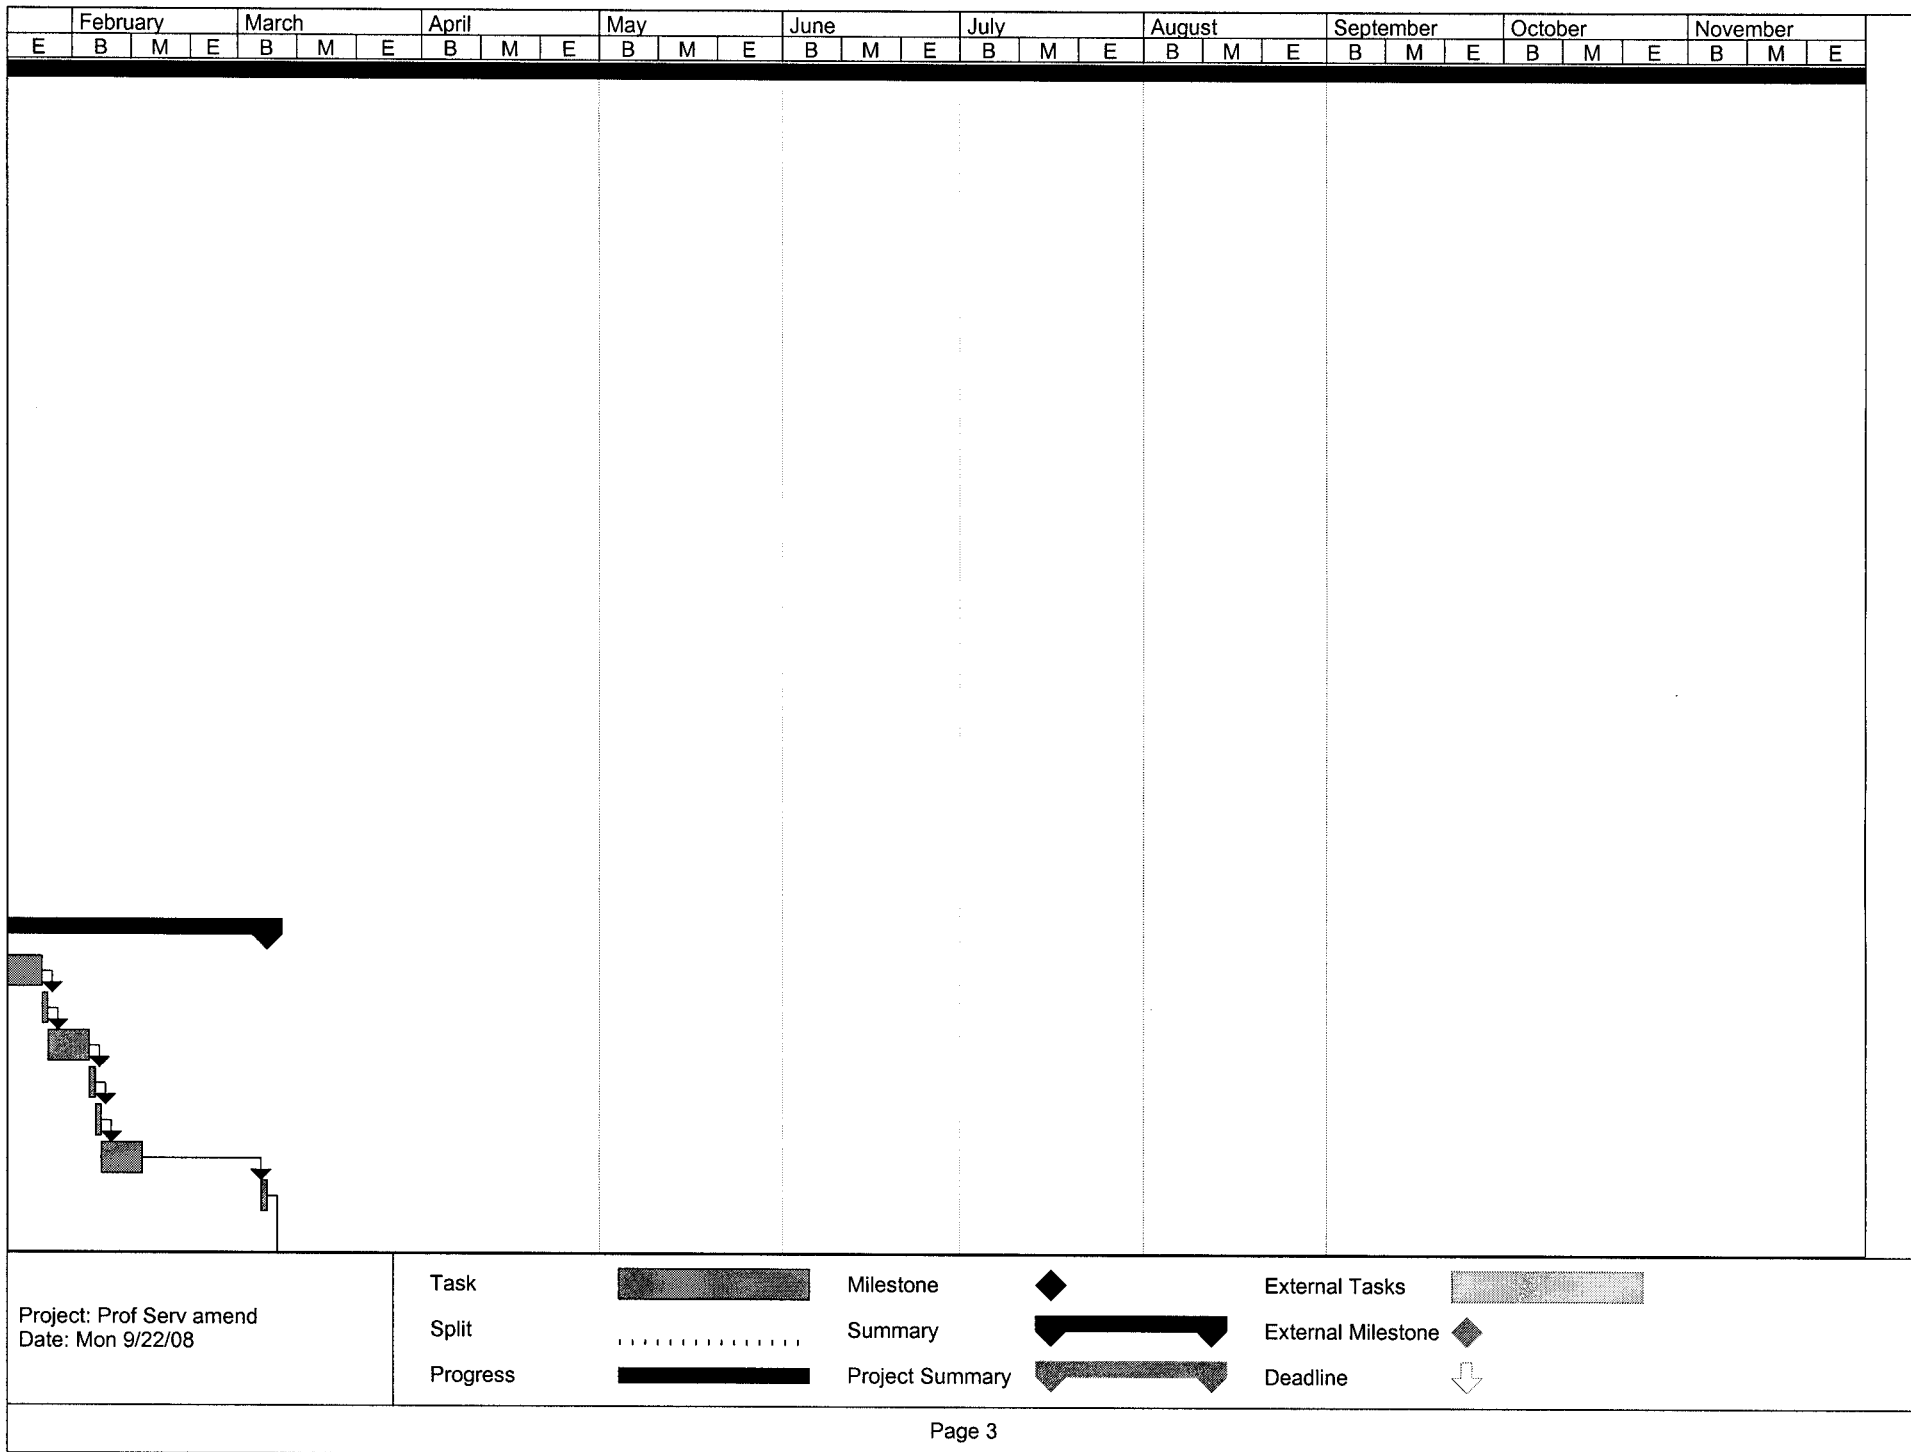 February March April May June July August September October November
E B M E B M E B M E B M E B M E B M E B M E B M E B M E B M E
Task Milestone External Tasks
Project: Prof Serv amend
Date: Mon 9/22/08
Split Summary External Milestone
Progress Project Summary Deadline
Page 3